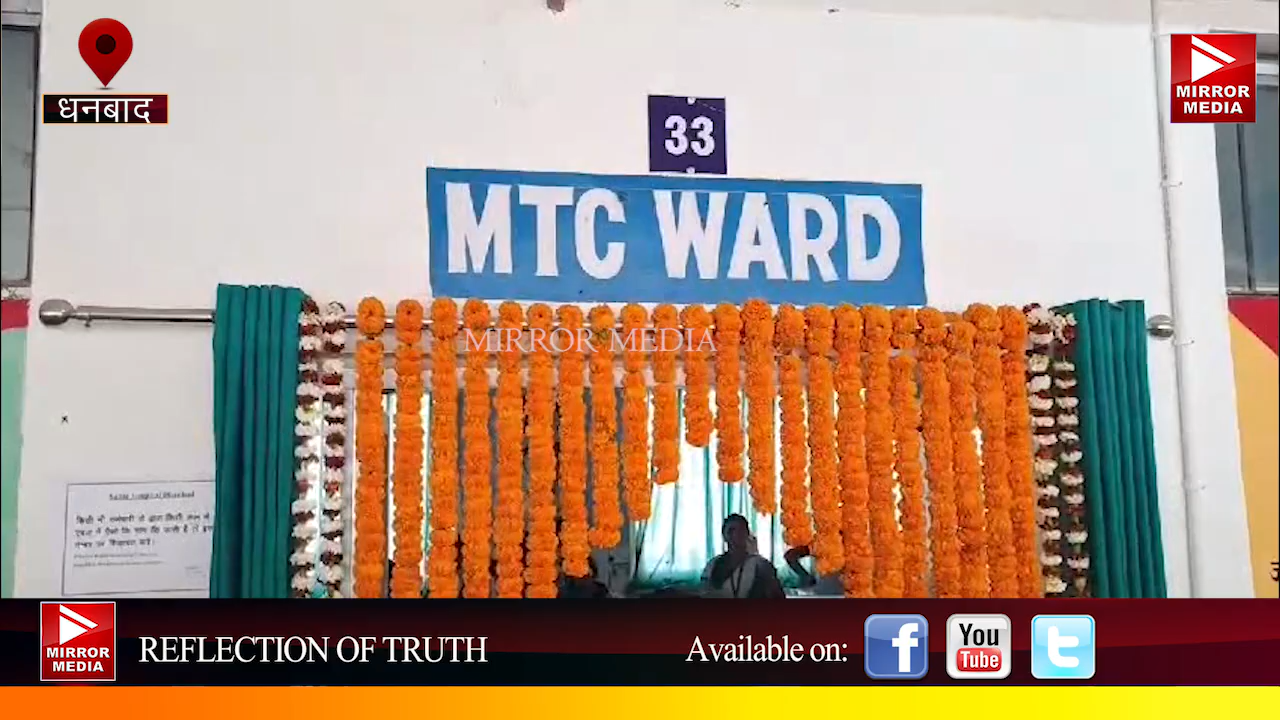 धनबाद
MIRROR
MEDIA
33
MTC WARD
MIRROR MEDIA
MIRROR
MEDIA
REFLECTION OF TRUTH
Available on:
f
You
Tube
t